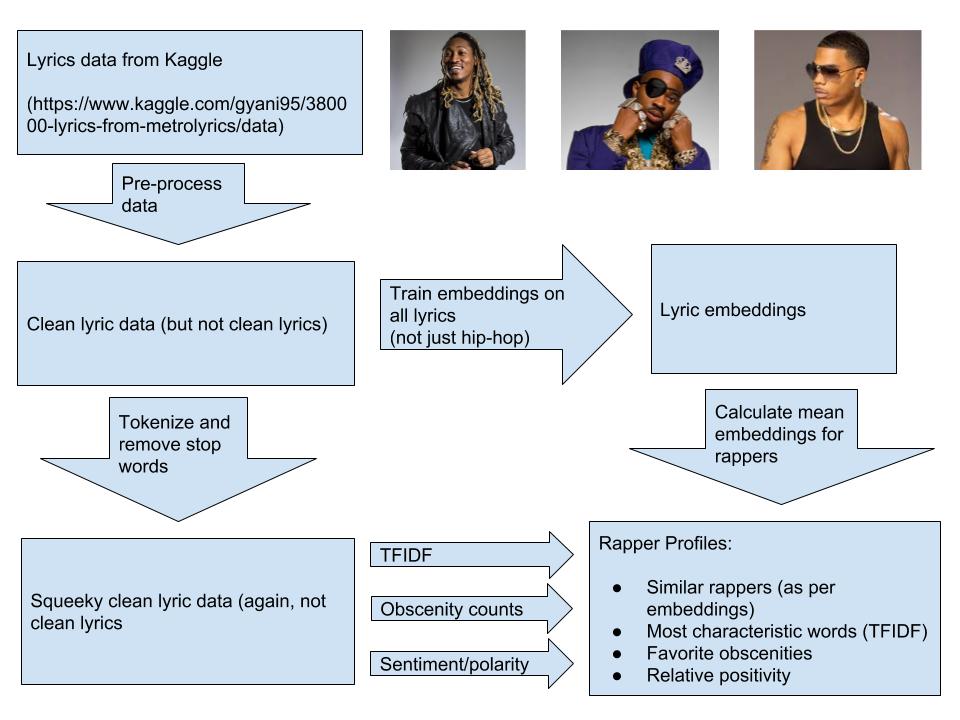 Lyrics data from Kaggle
(https://www.kaggle.com/gyani95/3800
00-lyrics-from-metrolyrics/data)
Pre-process
data
Clean lyric data (but not clean lyrics)
Train embeddings on
all lyrics
(not just hip-hop)
Lyric embeddings
Tokenize and
remove stop
words
Calculate mean
embeddings for
rappers
Squeeky clean lyric data (again, not
clean lyrics
TFIDF
Obscenity counts
Sentiment/polarity
Rapper Profiles:
● Similar rappers (as per
embeddings)
● Most characteristic words (TFIDF)
● Favorite obscenities
● Relative positivity